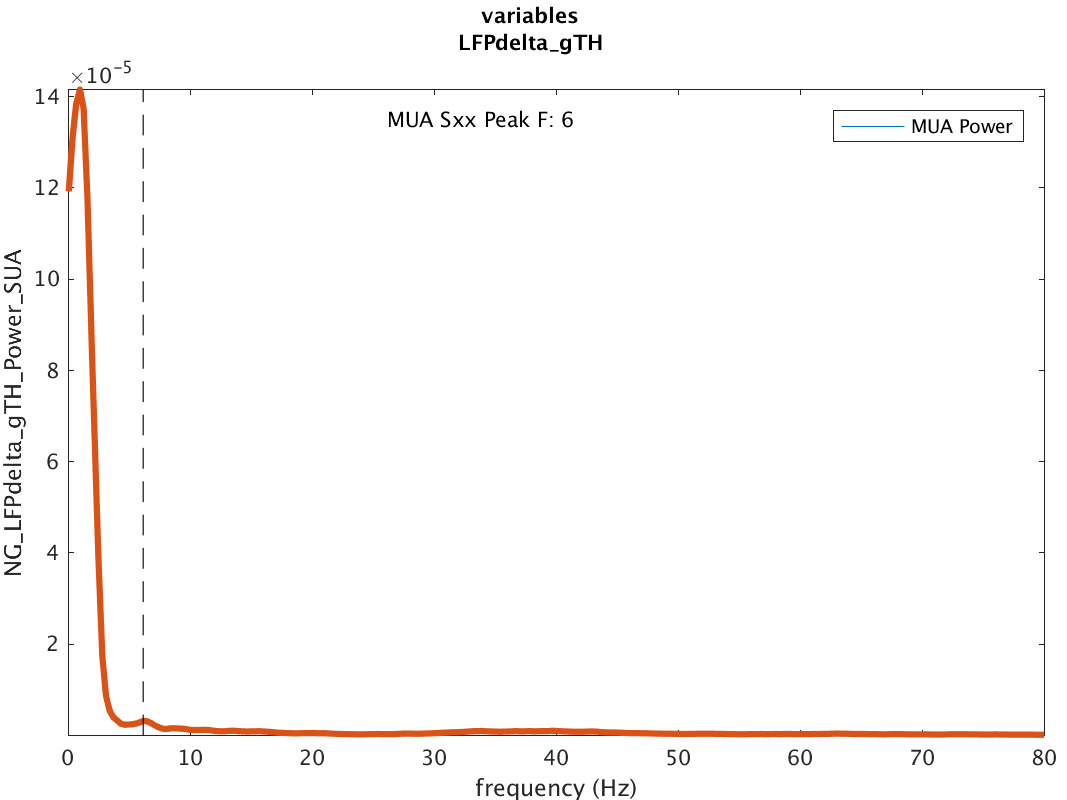 variables
LFPdelta_gTH
×10⁻⁵
MUA Sxx Peak F: 6
MUA Power
14
12
10
8
6
4
2
NG_LFPdelta_gTH_Power_SUA
0 10 20 30 40 50 60 70 80
frequency (Hz)